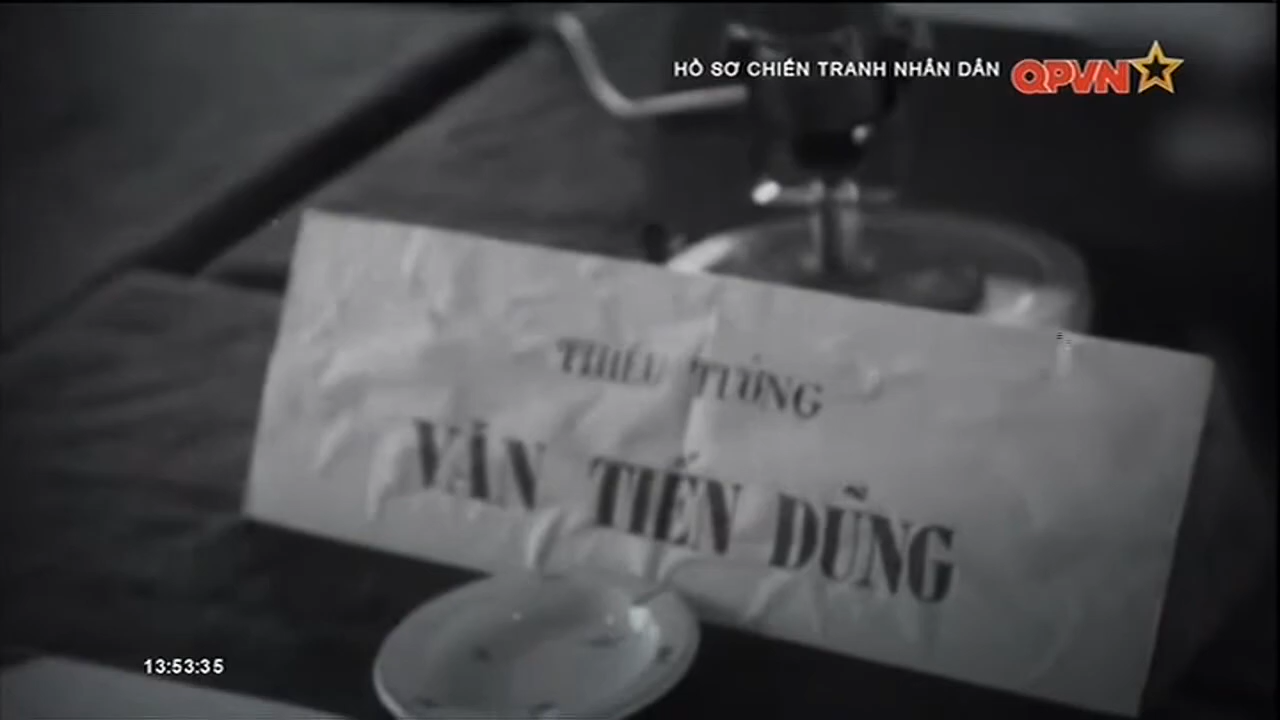 HỒ SƠ CHIẾN TRANH NHÂN DÂN QPVN
THIẾU TƯỚNG
VĂN TIẾN DŨNG
13:53:35